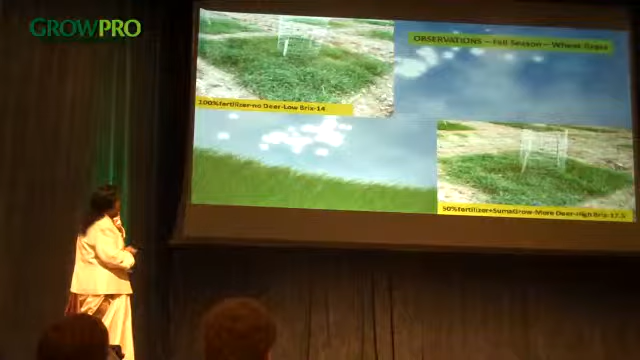 GROWPRO
OBSERVATIONS - Fall Season - Wheat Grass
100%fertilizer-no Deer-Low Brix-14
50%fertilizer+SumaGrow-More Deer-High Brix-17.5